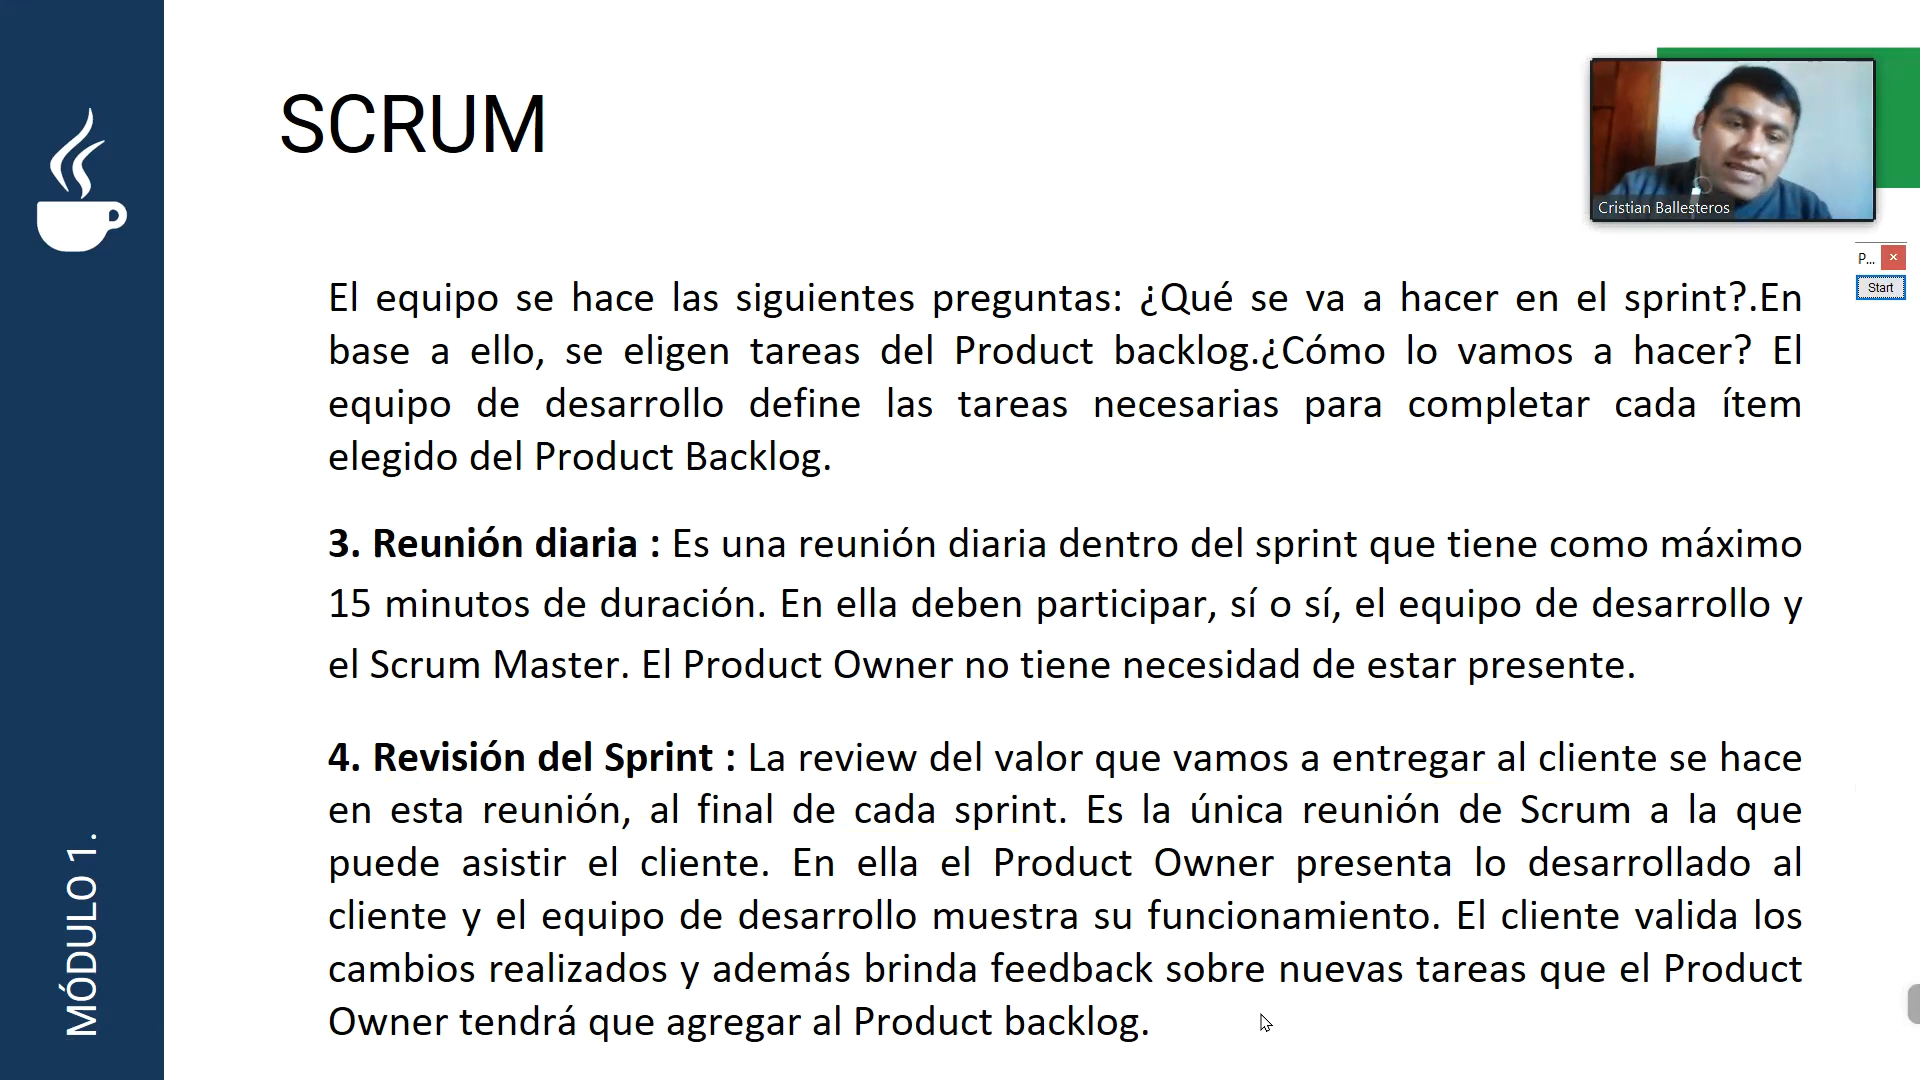 SCRUM
Cristian Ballesteros
P...
Start
El equipo se hace las siguientes preguntas: ¿Qué se va a hacer en el sprint?.En
base a ello, se eligen tareas del Product backlog.¿Cómo lo vamos a hacer? El
equipo de desarrollo define las tareas necesarias para completar cada ítem
elegido del Product Backlog.
3. Reunión diaria : Es una reunión diaria dentro del sprint que tiene como máximo
15 minutos de duración. En ella deben participar, sí o sí, el equipo de desarrollo y
el Scrum Master. El Product Owner no tiene necesidad de estar presente.
4. Revisión del Sprint : La review del valor que vamos a entregar al cliente se hace
en esta reunión, al final de cada sprint. Es la única reunión de Scrum a la que
puede asistir el cliente. En ella el Product Owner presenta lo desarrollado al
cliente y el equipo de desarrollo muestra su funcionamiento. El cliente valida los
cambios realizados y además brinda feedback sobre nuevas tareas que el Product
Owner tendrá que agregar al Product backlog.
MÓDULO 1.